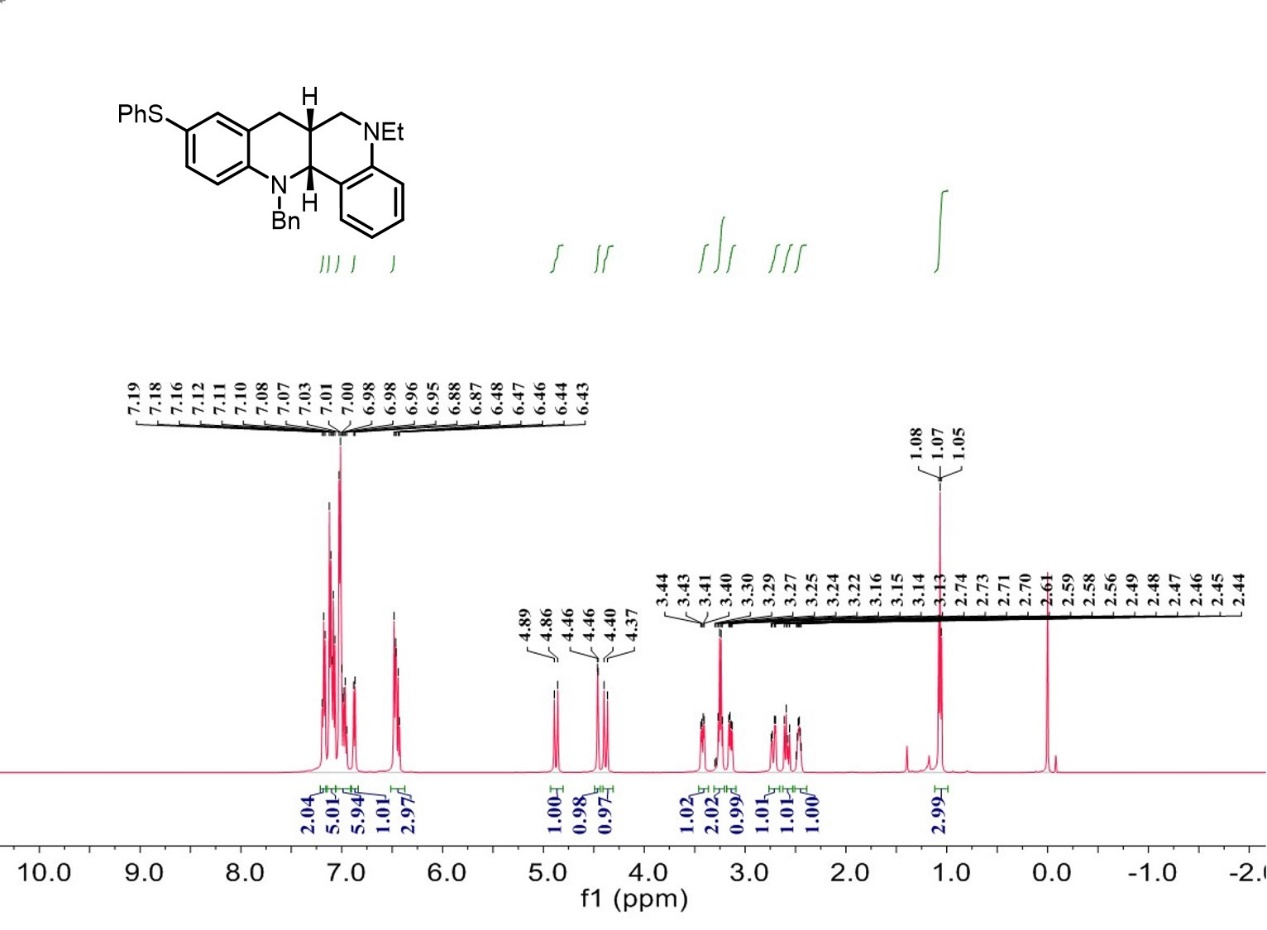 H
PhS
NEt
N
H
Bn
7.19 7.18 7.16 7.12 7.11 7.10 7.08 7.07 7.03 7.01 7.00 6.98 6.98 6.96 6.95 6.88 6.87 6.48 6.47 6.46 6.44 6.43
1.08 1.07 1.05
4.89 4.86 4.46 4.46 4.40 4.37
3.44 3.43 3.41 3.40 3.30 3.29 3.27 3.25 3.24 3.22 3.16 3.15 3.14 3.13 2.74 2.73 2.71 2.70 2.61 2.59 2.58 2.56 2.49 2.48 2.47 2.46 2.45 2.44
2.04 5.01 5.94 1.01 2.97 1.00 0.98 0.97 1.02 2.02 0.99 1.01 1.01 1.00 2.99
10.0 9.0 8.0 7.0 6.0 5.0 4.0 3.0 2.0 1.0 0.0 -1.0 -2.0
f1 (ppm)